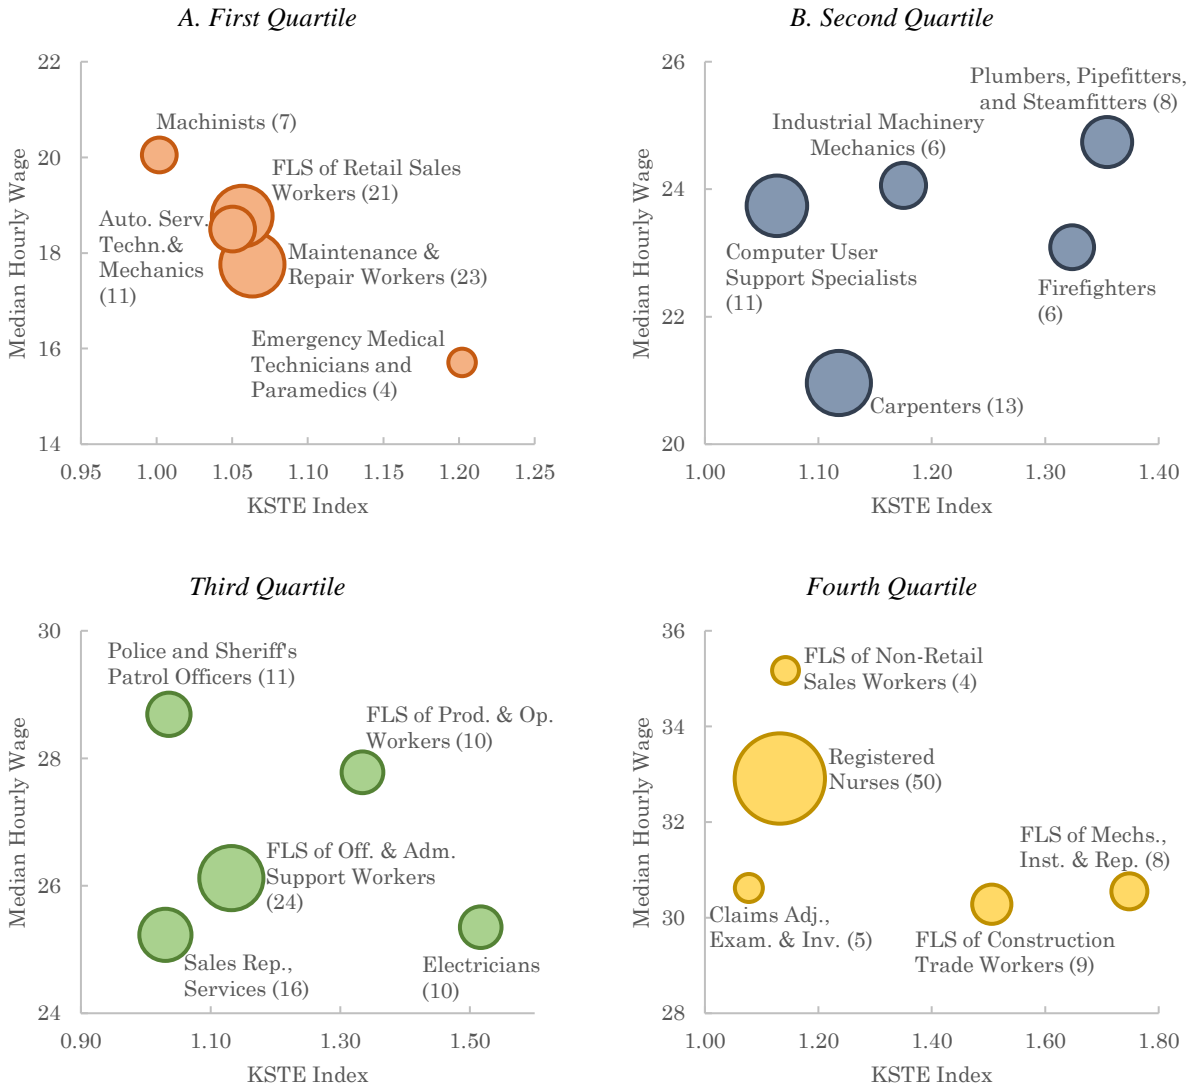 A. First Quartile
22
20
18
16
14
Median Hourly Wage
Machinists (7)
FLS of Retail Sales
Workers (21)
Auto. Serv.
Techn.&
Mechanics
(11)
Maintenance &
Repair Workers (23)
Emergency Medical
Technicians and
Paramedics (4)
0.95 1.00 1.05 1.10 1.15 1.20 1.25
KSTE Index
B. Second Quartile
26
24
22
20
Median Hourly Wage
Plumbers, Pipefitters,
and Steamfitters (8)
Industrial Machinery
Mechanics (6)
Computer User
Support Specialists
(11)
Firefighters
(6)
Carpenters (13)
1.00 1.10 1.20 1.30 1.40
KSTE Index
Third Quartile
30
28
26
24
Median Hourly Wage
Police and Sheriff's
Patrol Officers (11)
FLS of Prod. & Op.
Workers (10)
FLS of Off. & Adm.
Support Workers
(24)
Sales Rep.,
Services (16)
Electricians
(10)
0.90 1.10 1.30 1.50
KSTE Index
Fourth Quartile
36
34
32
30
28
Median Hourly Wage
FLS of Non-Retail
Sales Workers (4)
Registered
Nurses (50)
FLS of Mechs.,
Inst. & Rep. (8)
Claims Adj.,
Exam. & Inv. (5)
FLS of Construction
Trade Workers (9)
1.00 1.20 1.40 1.60 1.80
KSTE Index